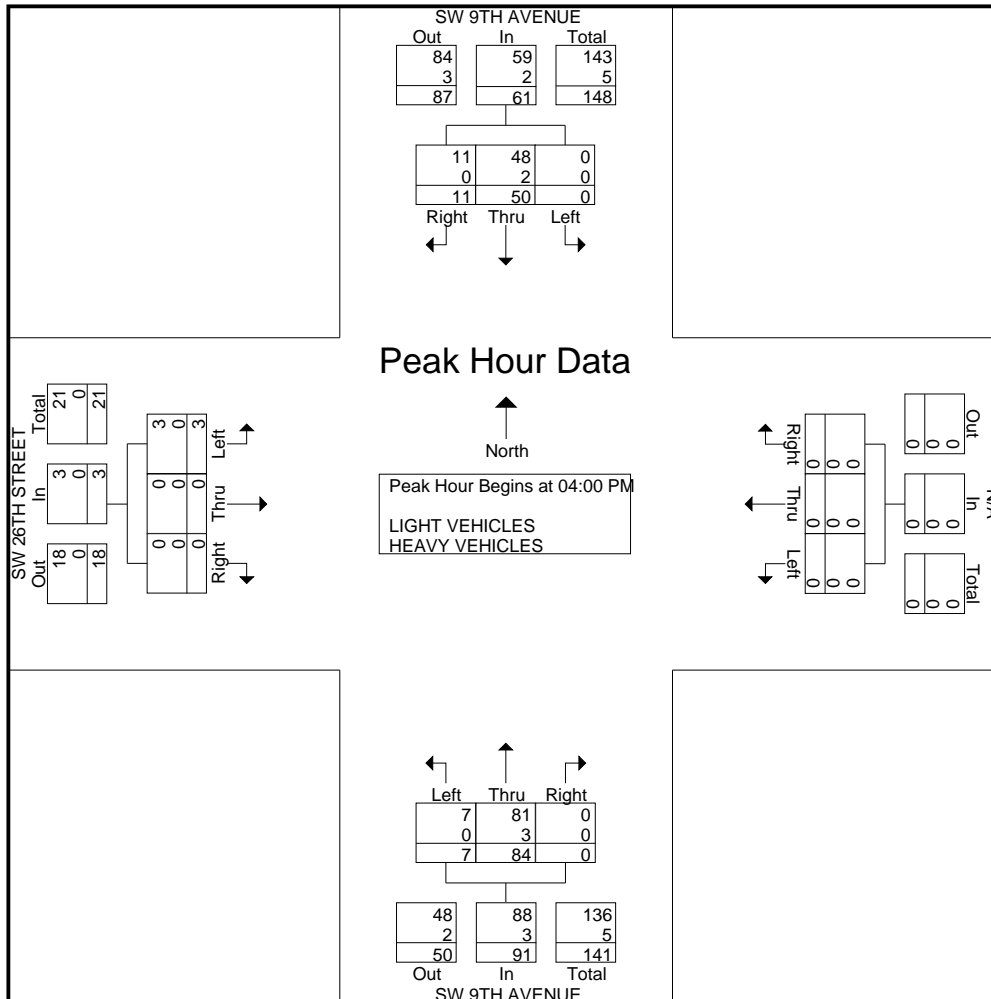 SW 9TH AVENUE
Out In Total
84 59 143
3 2 5
87 61 148
11 48 0
0 2 0
11 50 0
Right Thru Left
Peak Hour Data
North
Peak Hour Begins at 04:00 PM
LIGHT VEHICLES
HEAVY VEHICLES
SW 26TH STREET
Out In Total
18 3 21
0 0 0
18 3 21
Right Thru Left
0 0 3
0 0 0
0 0 3
Right Thru Left
0 0 0
0 0 0
0 0 0
Out In Total
0 0 0
0 0 0
0 0 0
N/A
Left Thru Right
7 81 0
0 3 0
7 84 0
48 88 136
2 3 5
50 91 141
Out In Total
SW 9TH AVENUE